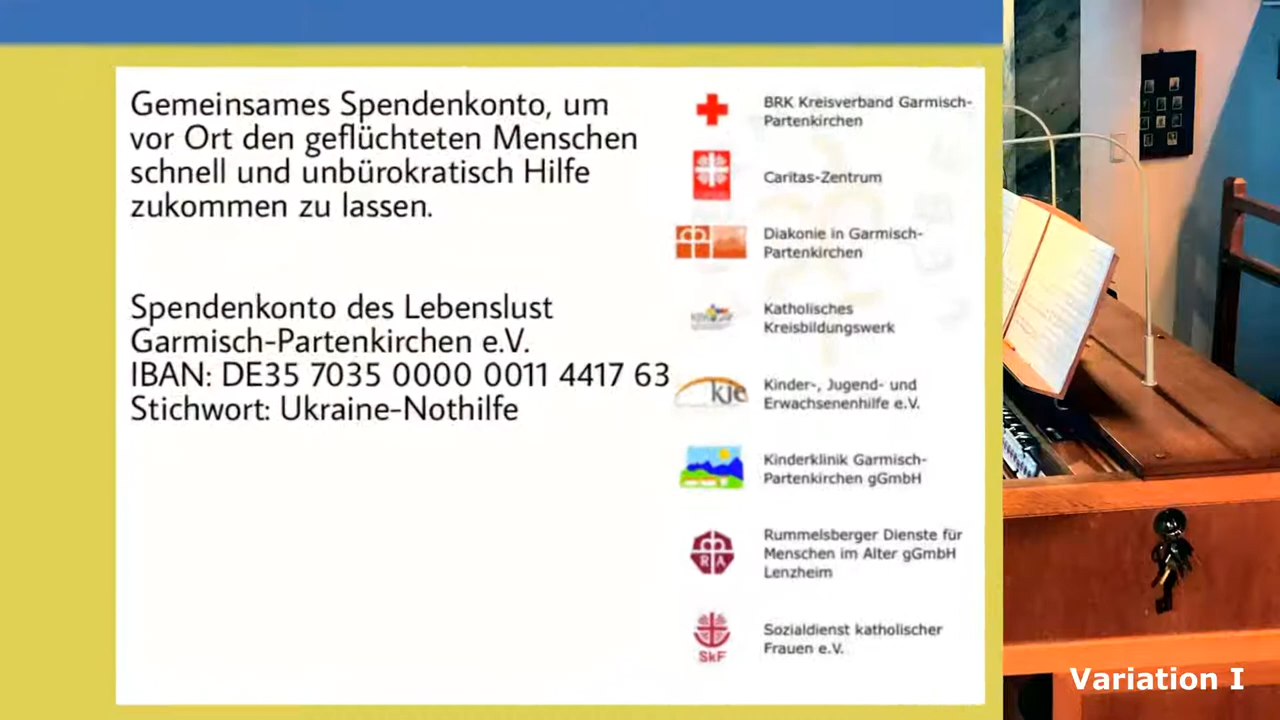 Gemeinsames Spendenkonto, um
vor Ort den geflüchteten Menschen
schnell und unbürokratisch Hilfe
zukommen zu lassen.
Spendenkonto des Lebenslust
Garmisch-Partenkirchen e.V.
IBAN: DE35 7035 0000 0011 4417 63
Stichwort: Ukraine-Nothilfe
BRK Kreisverband Garmisch-
Partenkirchen
Caritas-Zentrum
Diakonie in Garmisch-
Partenkirchen
Katholisches
Kreisbildungswerk
kje
Kinder-, Jugend- und
Erwachsenenhilfe e.V.
Kinderklinik Garmisch-
Partenkirchen gGmbH
R A
Rummelsberger Dienste für
Menschen im Alter gGmbH
Lenzheim
SkF
Sozialdienst katholischer
Frauen e.V.
Variation I